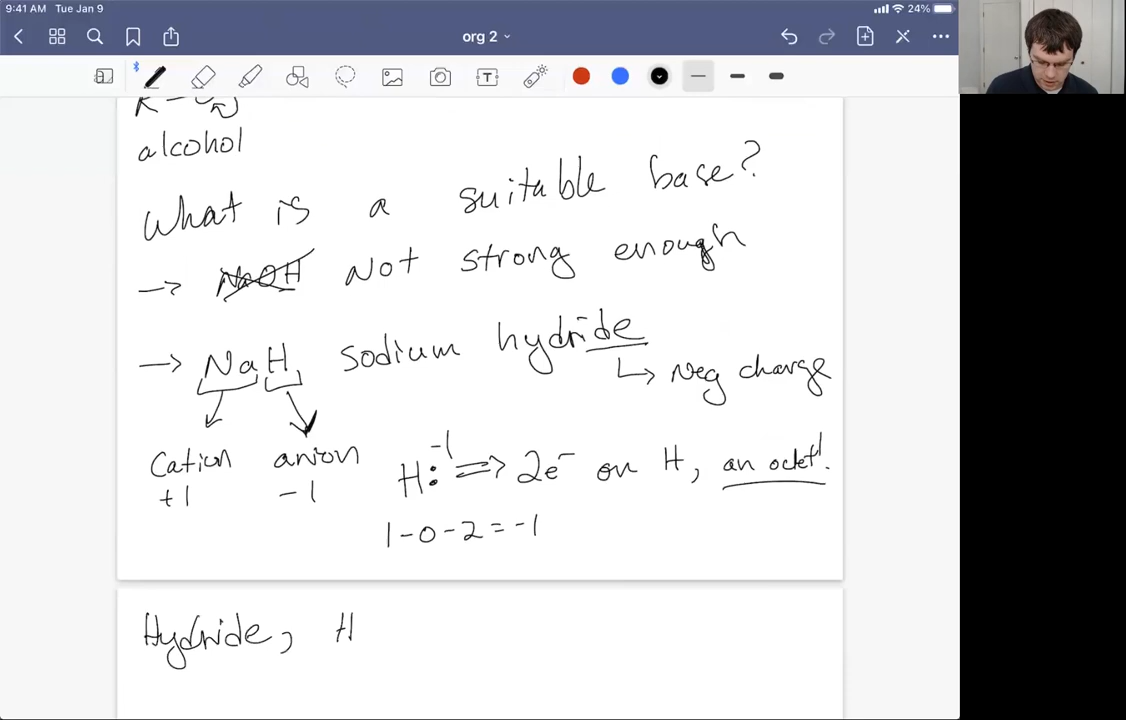 9:41 AM Tue Jan 9
24%
org 2
alcohol
What is a suitable base?
→ NaOH Not strong enough
→ NaH, sodium hydride
↳ Neg charge
Cation anion H:⁻¹ ⇒ 2e⁻ on H, an octet!
+1 -1
1-0-2=-1
Hydride, H